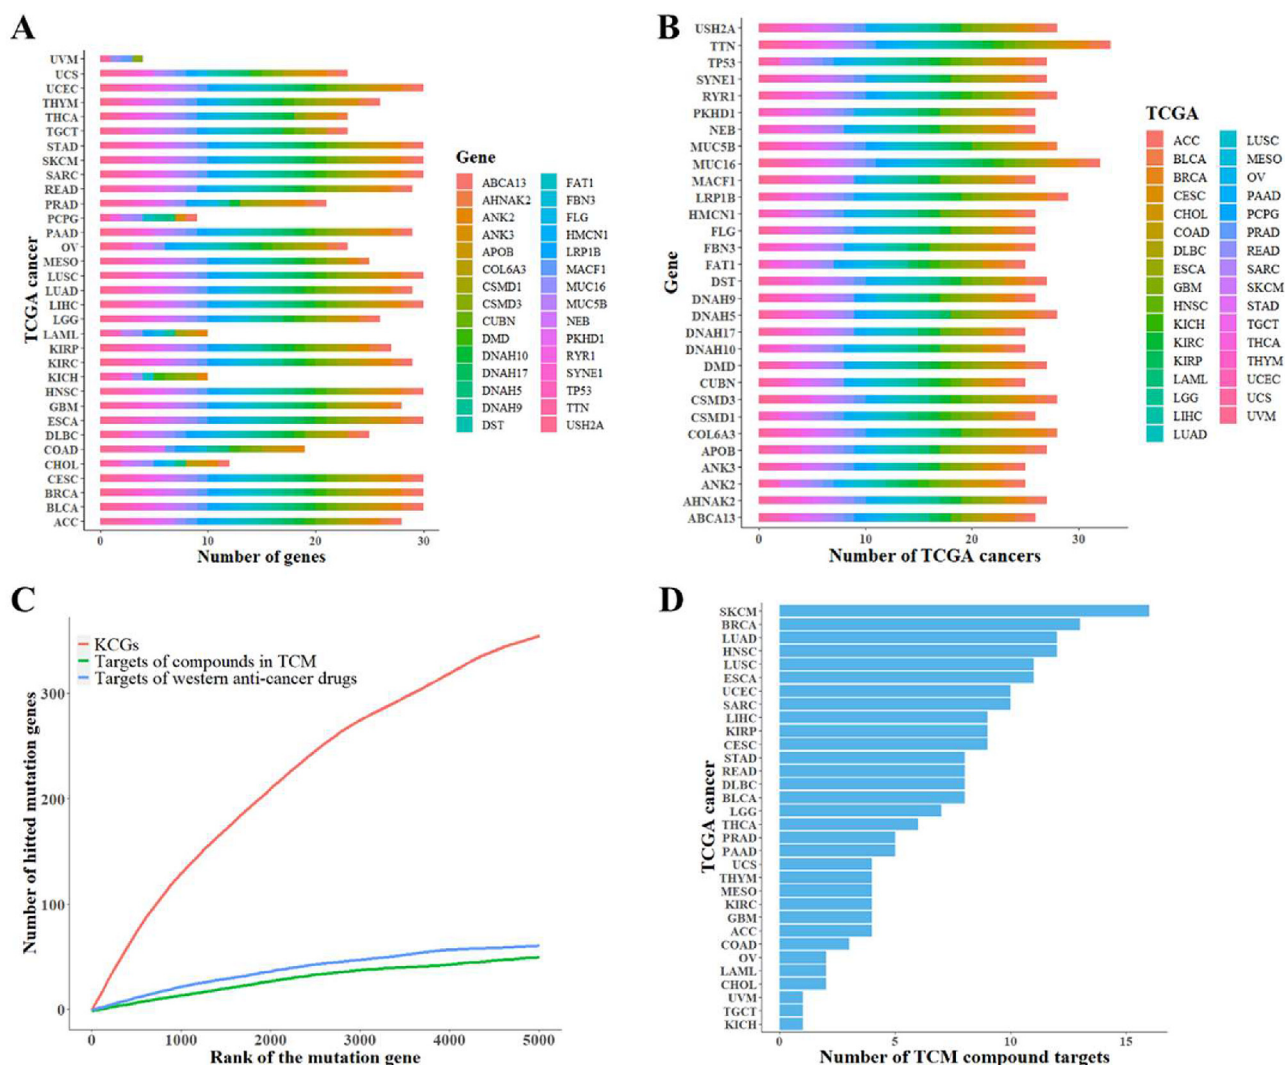 A
UVM
UCS
UCEC
THYM
THCA
TGCT
STAD
SKCM
SARC
READ
PRAD
PCPG
PAAD
OV
MESO
LUSC
LUAD
LIHC
LGG
LAML
KIRP
KIRC
KICH
HNSC
GBM
ESCA
DLBC
COAD
CHOL
CESC
BRCA
BLCA
ACC
TCGA cancer
0 10 20 30
Number of genes
Gene
ABCA13 FAT1
AHNAK2 FBN3
ANK2 FLG
ANK3 HMCN1
APOB LRP1B
COL6A3 MACF1
CSMD1 MUC16
CSMD3 MUC5B
CUBN NEB
DMD PKHD1
DNAH10 RYR1
DNAH17 SYNE1
DNAH5 TP53
DNAH9 TTN
DST USH2A
B
USH2A
TTN
TP53
SYNE1
RYR1
PKHD1
NEB
MUC5B
MUC16
MACF1
LRP1B
HMCN1
FLG
FBN3
FAT1
DST
DNAH9
DNAH5
DNAH17
DNAH10
DMD
CUBN
CSMD3
CSMD1
COL6A3
APOB
ANK3
ANK2
AHNAK2
ABCA13
Gene
0 10 20 30
Number of TCGA cancers
TCGA
ACC LUSC
BLCA MESO
BRCA OV
CESC PAAD
CHOL PCPG
COAD PRAD
DLBC READ
ESCA SARC
GBM SKCM
HNSC STAD
KICH TGCT
KIRC THCA
KIRP THYM
LAML UCEC
LGG UCS
LIHC UVM
LUAD
C
KCGs
Targets of compounds in TCM
Targets of western anti-cancer drugs
300
200
100
0
Number of hitted mutation genes
0 1000 2000 3000 4000 5000
Rank of the mutation gene
D
SKCM
BRCA
LUAD
HNSC
LUSC
ESCA
UCEC
SARC
LIHC
KIRP
CESC
STAD
READ
DLBC
BLCA
LGG
THCA
PRAD
PAAD
UCS
THYM
MESO
KIRC
GBM
ACC
COAD
OV
LAML
CHOL
UVM
TGCT
KICH
TCGA cancer
0 5 10 15
Number of TCM compound targets